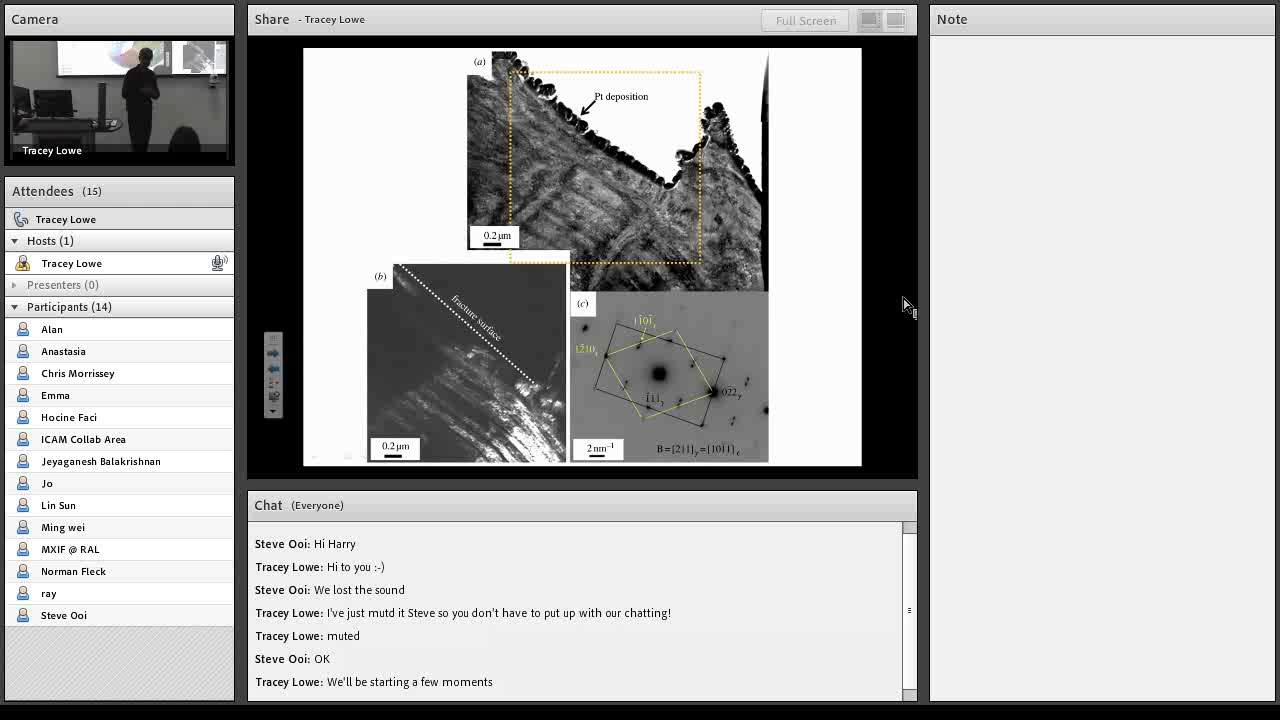 Camera
Tracey Lowe
Attendees (15)
Tracey Lowe
Hosts (1)
Tracey Lowe
Presenters (0)
Participants (14)
Alan
Anastasia
Chris Morrissey
Emma
Hocine Faci
ICAM Collab Area
Jeyaganesh Balakrishnan
Jo
Lin Sun
Ming wei
MXIF @ RAL
Norman Fleck
ray
Steve Ooi
Share - Tracey Lowe
Full Screen
(a)
Pt deposition
0.2 μm
(b)
fracture surface
0.2 μm
(c)
2 nm⁻¹
Chat (Everyone)
Steve Ooi: Hi Harry
Tracey Lowe: Hi to you :-)
Steve Ooi: We lost the sound
Tracey Lowe: I've just mutd it Steve so you don't have to put up with our chatting!
Tracey Lowe: muted
Steve Ooi: OK
Tracey Lowe: We'll be starting a few moments
Note